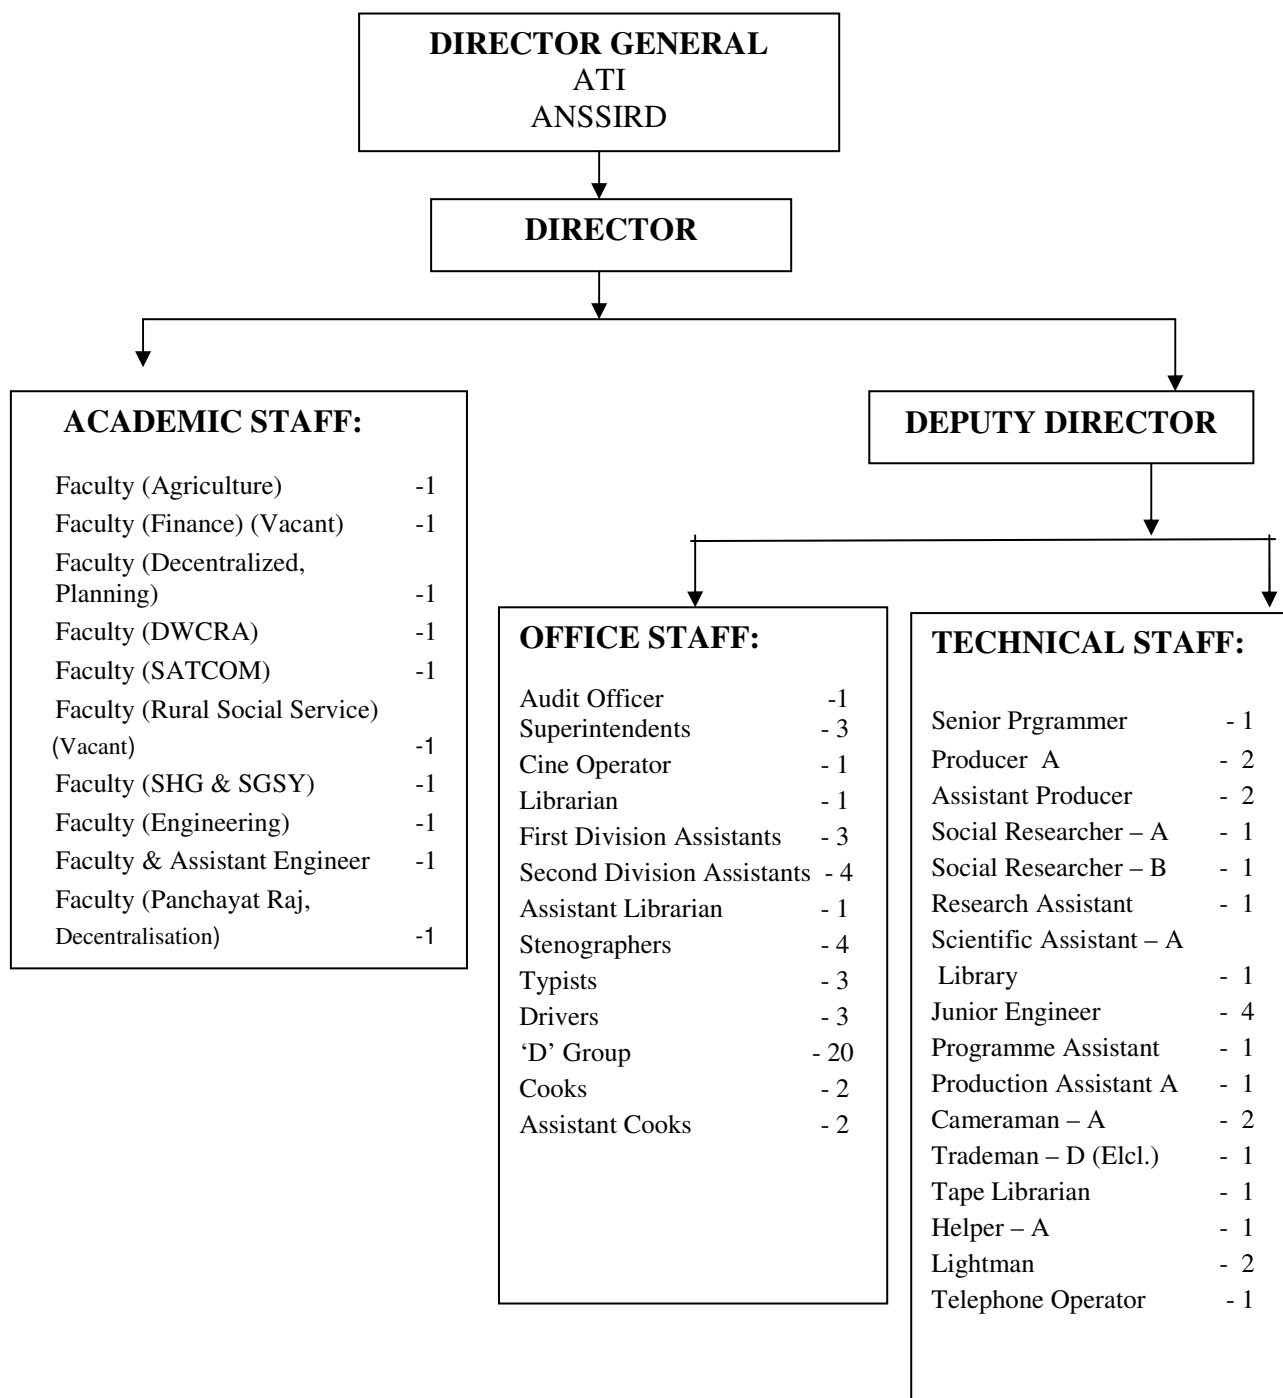 DIRECTOR GENERAL
ATI
ANSSIRD
DIRECTOR
ACADEMIC STAFF:
Faculty (Agriculture) -1
Faculty (Finance) (Vacant) -1
Faculty (Decentralized,
Planning) -1
Faculty (DWCRA) -1
Faculty (SATCOM) -1
Faculty (Rural Social Service)
(Vacant) -1
Faculty (SHG & SGSY) -1
Faculty (Engineering) -1
Faculty & Assistant Engineer -1
Faculty (Panchayat Raj,
Decentralisation) -1
DEPUTY DIRECTOR
OFFICE STAFF:
Audit Officer -1
Superintendents - 3
Cine Operator - 1
Librarian - 1
First Division Assistants - 3
Second Division Assistants - 4
Assistant Librarian - 1
Stenographers - 4
Typists - 3
Drivers - 3
‘D’ Group - 20
Cooks - 2
Assistant Cooks - 2
TECHNICAL STAFF:
Senior Prgrammer - 1
Producer A - 2
Assistant Producer - 2
Social Researcher – A - 1
Social Researcher – B - 1
Research Assistant - 1
Scientific Assistant – A
Library - 1
Junior Engineer - 4
Programme Assistant - 1
Production Assistant A - 1
Cameraman – A - 2
Trademan – D (Elcl.) - 1
Tape Librarian - 1
Helper – A - 1
Lightman - 2
Telephone Operator - 1